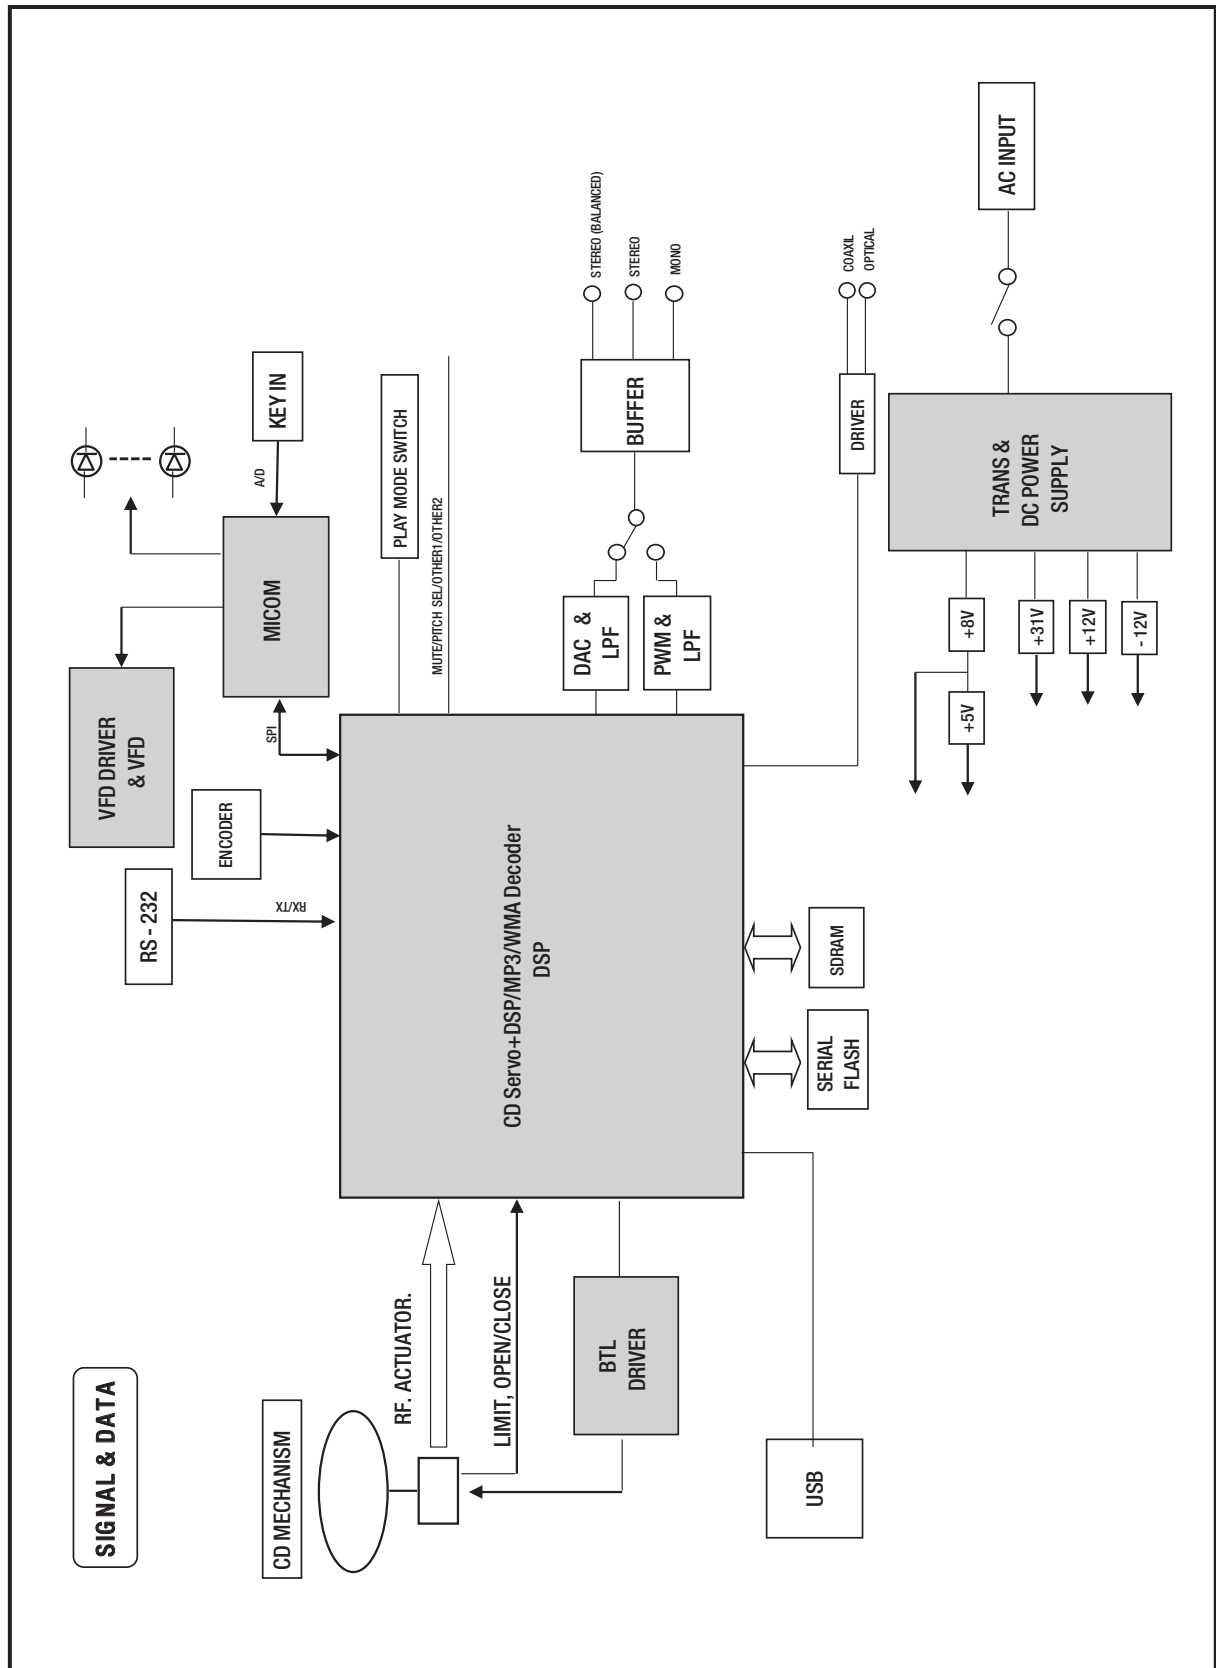 SIGNAL & DATA
CD MECHANISM
RF. ACTUATOR.
LIMIT, OPEN/CLOSE
BTL
DRIVER
USB
RS - 232
RX/TX
ENCODER
VFD DRIVER
& VFD
SPI
MICOM
A/D
KEY IN
CD Servo+DSP/MP3/WMA Decoder
DSP
SERIAL
FLASH
SDRAM
PLAY MODE SWITCH
MUTE/PITCH SEL/OTHER1/OTHER2
DAC &
LPF
PWM &
LPF
BUFFER
STEREO (BALANCED)
STEREO
MONO
DRIVER
COAXIL
OPTICAL
+5V
+8V
+31V
+12V
- 12V
TRANS &
DC POWER
SUPPLY
AC INPUT